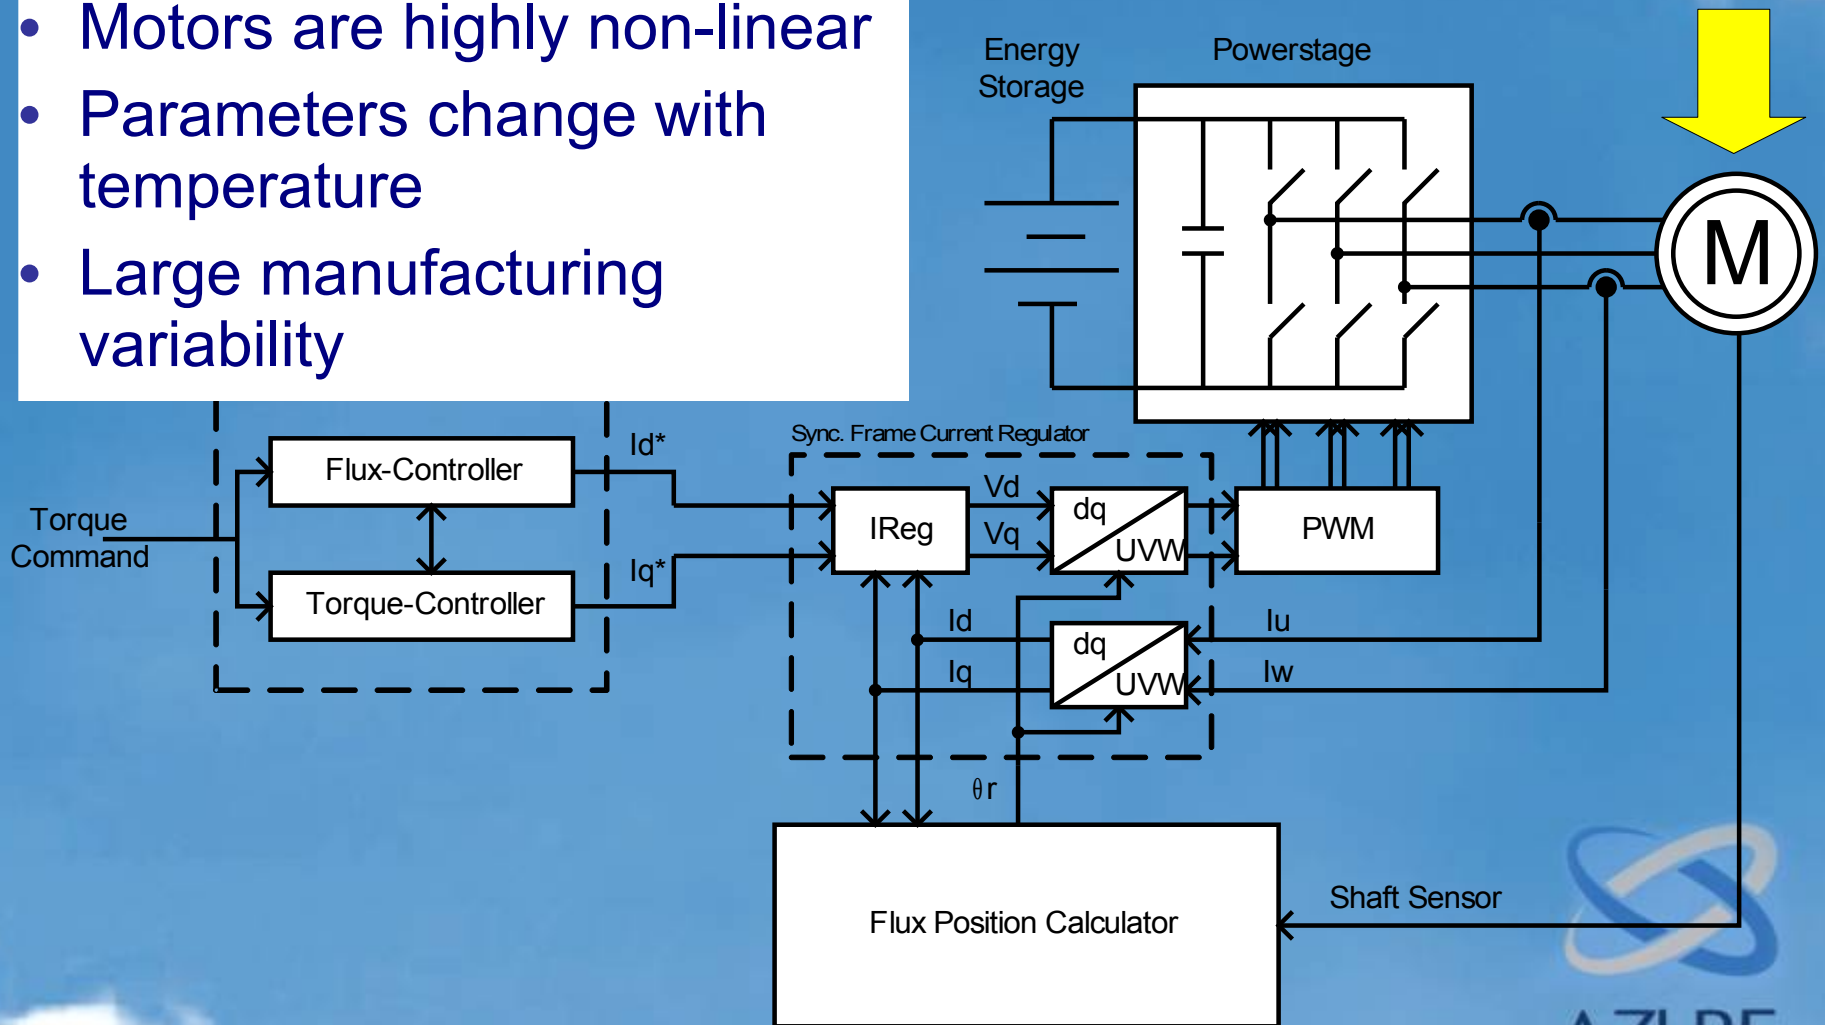 • Motors are highly non-linear
• Parameters change with
temperature
• Large manufacturing
variability
Energy
Storage
Powerstage
M
Sync. Frame Current Regulator
Torque
Command
Flux-Controller
Torque-Controller
Id*
Iq*
IReg
Vd
Vq
dq
UVW
PWM
Id
Iq
dq
UVW
Iu
Iw
θr
Flux Position Calculator
Shaft Sensor